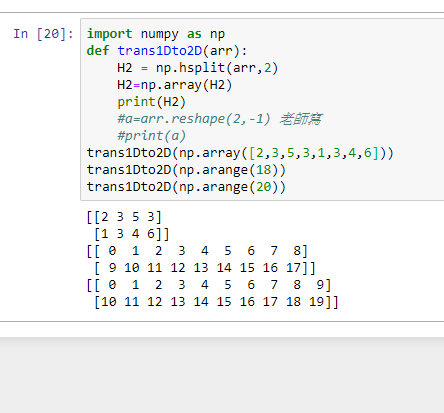 In [20]: import numpy as np
def trans1Dto2D(arr):
    H2 = np.hsplit(arr,2)
    H2=np.array(H2)
    print(H2)
    #a=arr.reshape(2,-1) 老師寫
    #print(a)
trans1Dto2D(np.array([2,3,5,3,1,3,4,6]))
trans1Dto2D(np.arange(18))
trans1Dto2D(np.arange(20))
[[2 3 5 3]
 [1 3 4 6]]
[[ 0  1  2  3  4  5  6  7  8]
 [ 9 10 11 12 13 14 15 16 17]]
[[ 0  1  2  3  4  5  6  7  8  9]
 [10 11 12 13 14 15 16 17 18 19]]